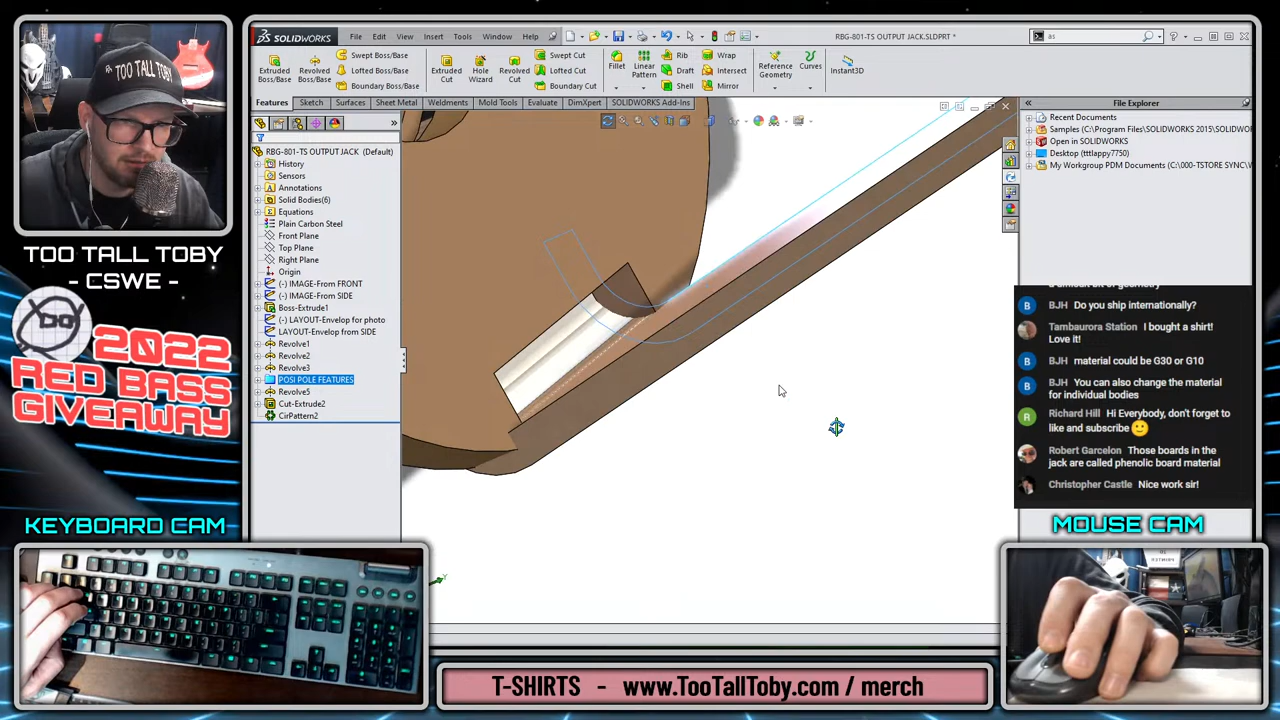 TOO TALL TOBY
TOO TALL TOBY
- CSWE -
2022
RED BASS
GIVEAWAY
KEYBOARD CAM
SOLIDWORKS
File
Edit
View
Insert
Tools
Window
Help
RBG-801-TS OUTPUT JACK.SLDPRT *
as
Extruded
Boss/Base
Revolved
Boss/Base
Swept Boss/Base
Lofted Boss/Base
Boundary Boss/Base
Extruded
Cut
Hole
Wizard
Revolved
Cut
Swept Cut
Lofted Cut
Boundary Cut
Fillet
Linear
Pattern
Rib
Draft
Shell
Wrap
Intersect
Mirror
Reference
Geometry
Curves
Instant3D
Features
Sketch
Surfaces
Sheet Metal
Weldments
Mold Tools
Evaluate
DimXpert
SOLIDWORKS Add-Ins
RBG-801-TS OUTPUT JACK (Default)
History
Sensors
Annotations
Solid Bodies(6)
Equations
Plain Carbon Steel
Front Plane
Top Plane
Right Plane
Origin
(-) IMAGE-From FRONT
(-) IMAGE-From SIDE
Boss-Extrude1
(-) LAYOUT-Envelop for photo
LAYOUT-Envelop from SIDE
Revolve1
Revolve2
Revolve3
POSI POLE FEATURES
Revolve5
Cut-Extrude2
CirPattern2
File Explorer
Recent Documents
Samples (C:\Program Files\SOLIDWORKS 2015\SOLIDWO
Open in SOLIDWORKS
Desktop (tttlappy7750)
My Workgroup PDM Documents (C:\000-TSTORE SYNC\W
BJH Do you ship internationally?
Tambaurora Station I bought a shirt!
Love it!
BJH material could be G30 or G10
BJH You can also change the
material for individual bodies
Richard Hill Hi Everybody, don't forget to
like and subscribe
Robert Garcelon Those boards in the
jack are called phenolic board material
Christopher Castle Nice work sir!
MOUSE CAM
T-SHIRTS - www.TooTallToby.com / merch